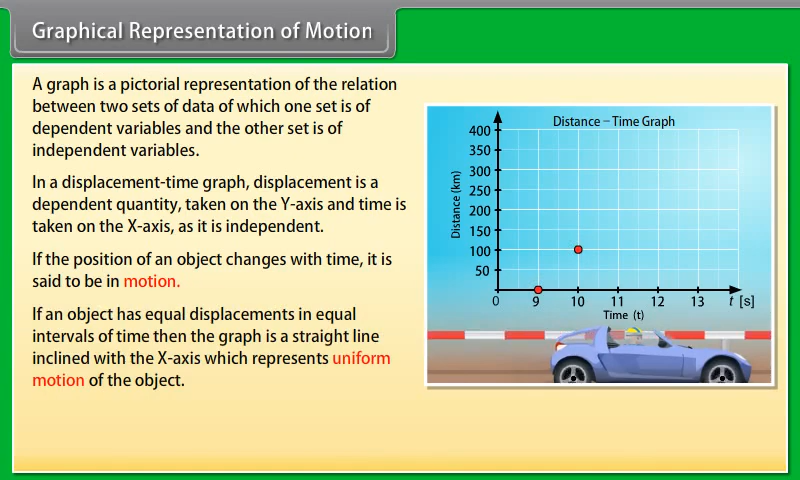 Graphical Representation of Motion
A graph is a pictorial representation of the relation
between two sets of data of which one set is of
dependent variables and the other set is of
independent variables.
In a displacement-time graph, displacement is a
dependent quantity, taken on the Y-axis and time is
taken on the X-axis, as it is independent.
If the position of an object changes with time, it is
said to be in motion.
If an object has equal displacements in equal
intervals of time then the graph is a straight line
inclined with the X-axis which represents uniform
motion of the object.
Distance – Time Graph
Distance (km)
400
350
300
250
200
150
100
50
0 9 10 11 12 13 t [s]
Time (t)